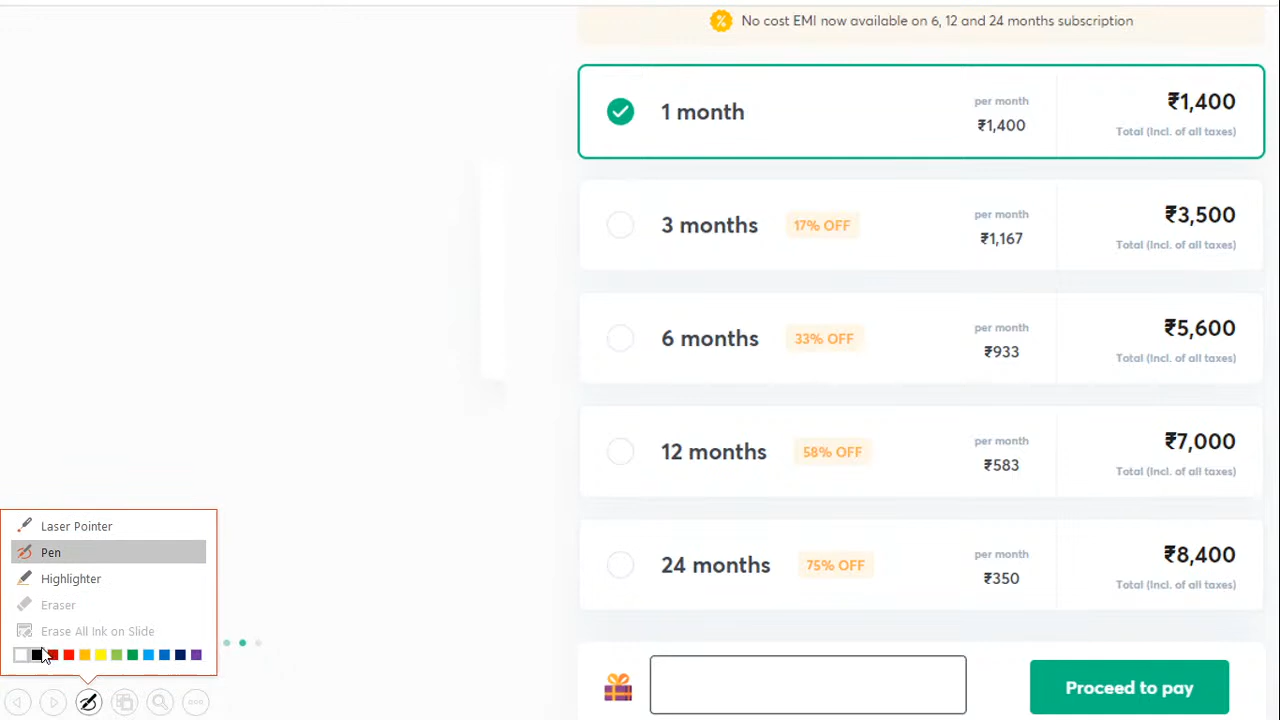 No cost EMI now available on 6, 12 and 24 months subscription
1 month
per month
₹1,400
₹1,400
Total (Incl. of all taxes)
3 months
17% OFF
per month
₹1,167
₹3,500
Total (Incl. of all taxes)
6 months
33% OFF
per month
₹933
₹5,600
Total (Incl. of all taxes)
12 months
58% OFF
per month
₹583
₹7,000
Total (Incl. of all taxes)
24 months
75% OFF
per month
₹350
₹8,400
Total (Incl. of all taxes)
Proceed to pay
Laser Pointer
Pen
Highlighter
Eraser
Erase All Ink on Slide